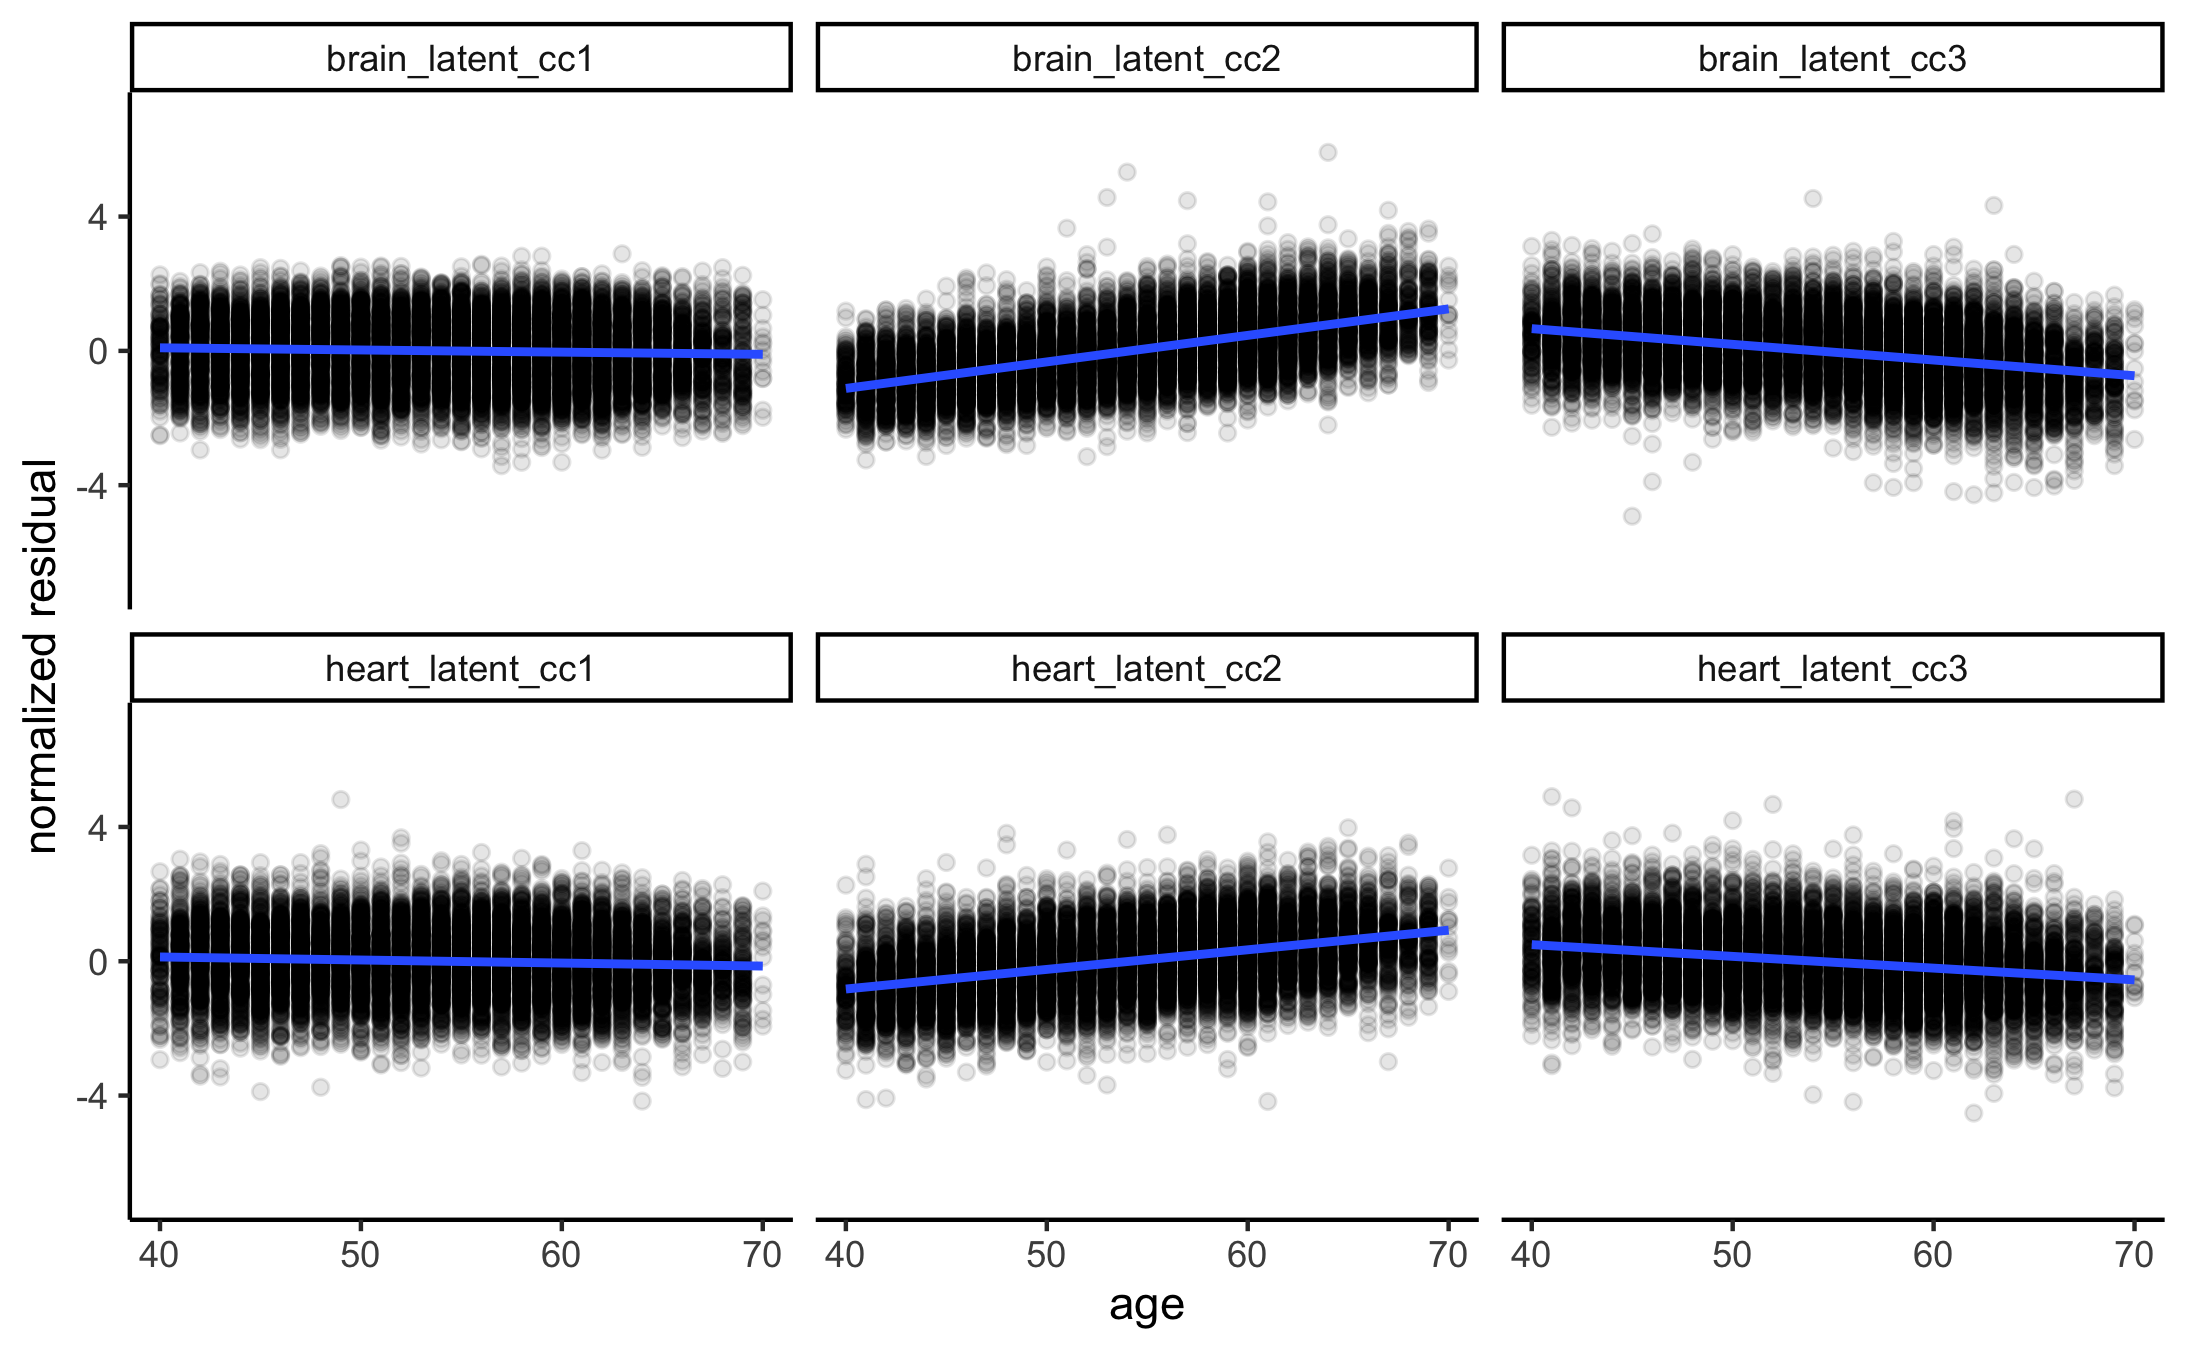 brain_latent_cc1
brain_latent_cc2
brain_latent_cc3
4
0
-4
normalized residual
heart_latent_cc1
heart_latent_cc2
heart_latent_cc3
4
0
-4
40 50 60 70
40 50 60 70
40 50 60 70
age